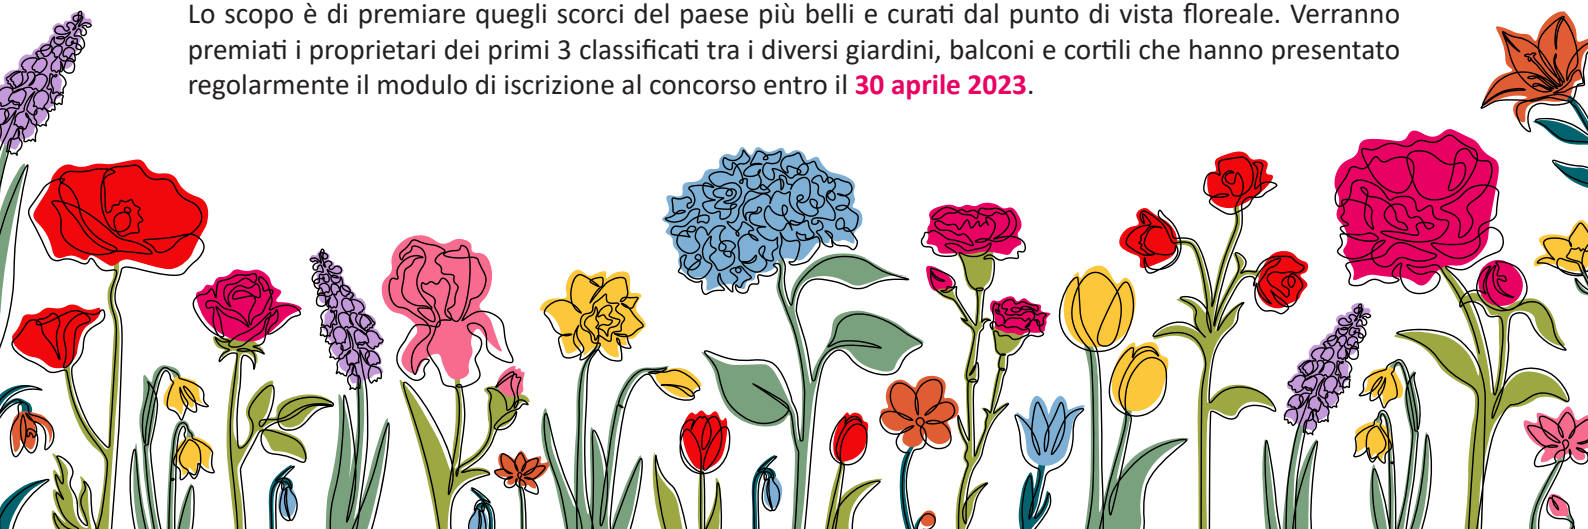 Lo scopo è di premiare quegli scorci del paese più belli e curati dal punto di vista floreale. Verranno
premiati i proprietari dei primi 3 classificati tra i diversi giardini, balconi e cortili che hanno presentato
regolarmente il modulo di iscrizione al concorso entro il 30 aprile 2023.